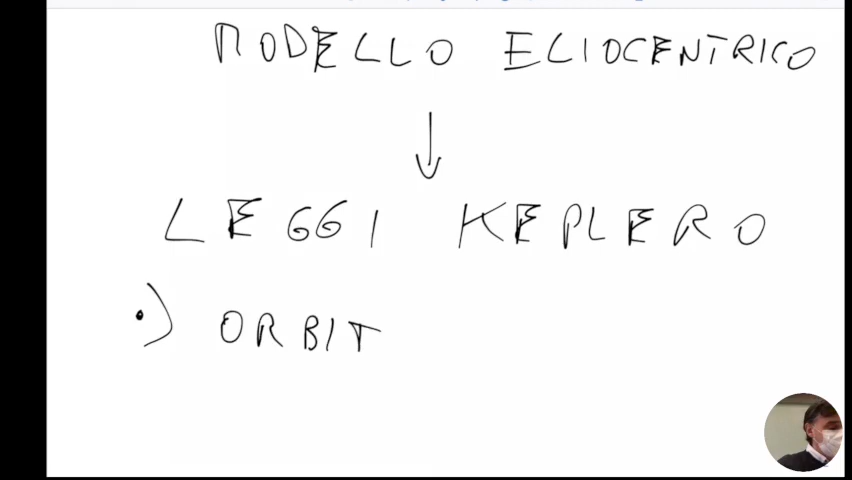 MODELLO ELIOCENTRICO
↓
LEGGI KEPLERO
•) ORBIT